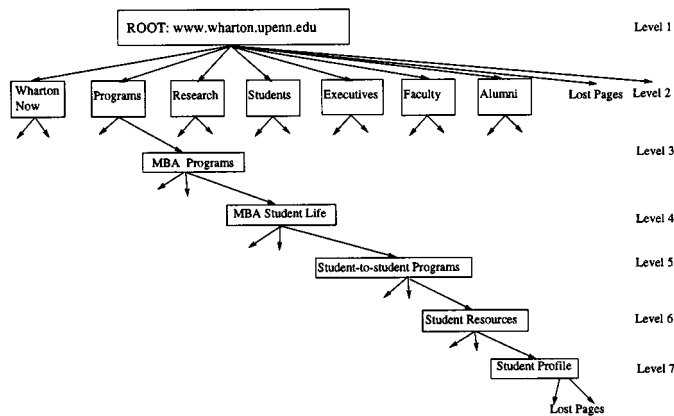 ROOT: www.wharton.upenn.edu
Level 1
Wharton
Now
Programs
Research
Students
Executives
Faculty
Alumni
Lost Pages
Level 2
MBA Programs
Level 3
MBA Student Life
Level 4
Student-to-student Programs
Level 5
Student Resources
Level 6
Student Profile
Level 7
Lost Pages